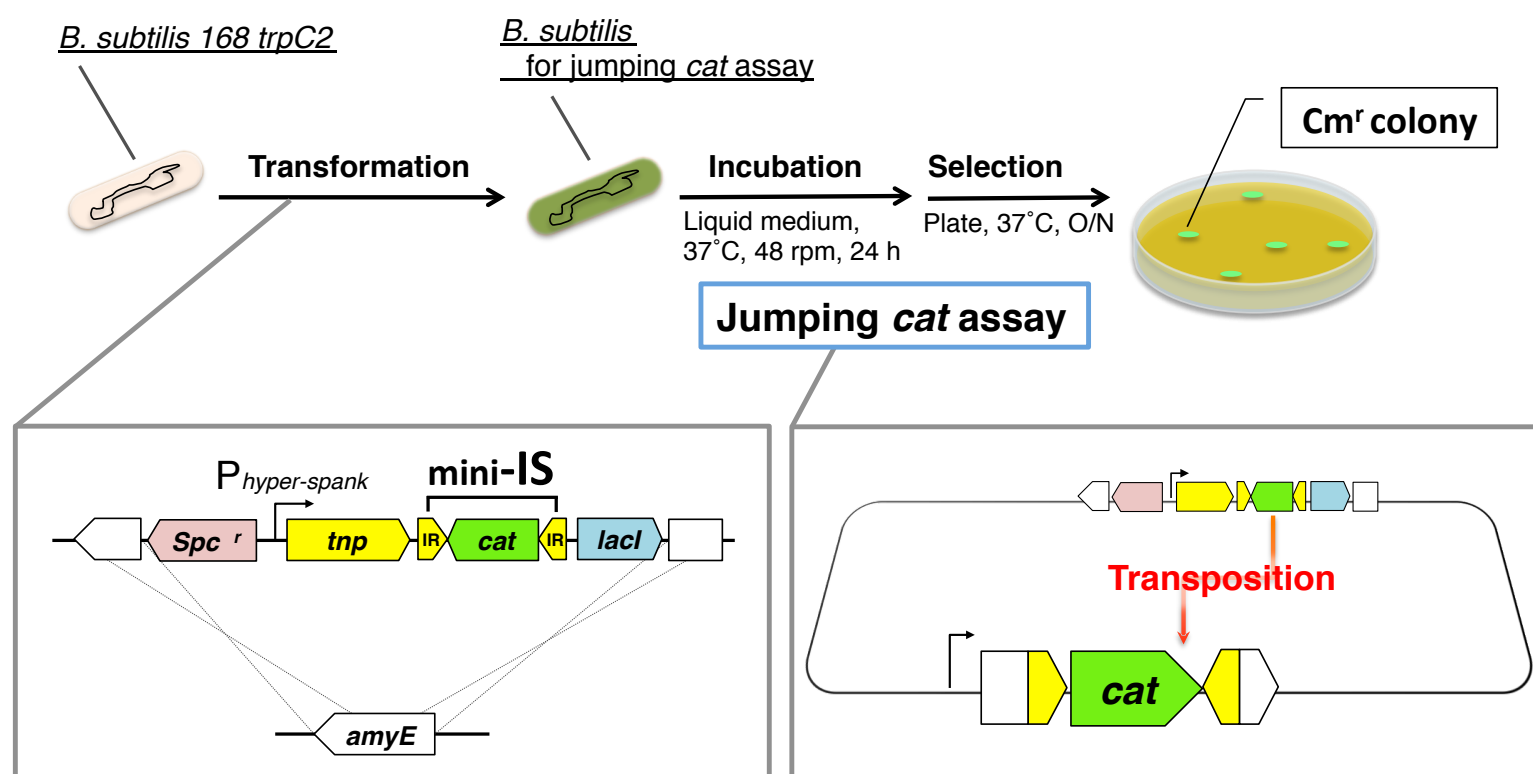 B. subtilis 168 trpC2
B. subtilis
for jumping cat assay
Cmʳ colony
Transformation
Incubation
Selection
Liquid medium,
37˚C, 48 rpm, 24 h
Plate, 37˚C, O/N
Jumping cat assay
P hyper-spank
mini-IS
Spc ʳ
tnp
IR
cat
IR
lacI
amyE
Transposition
cat